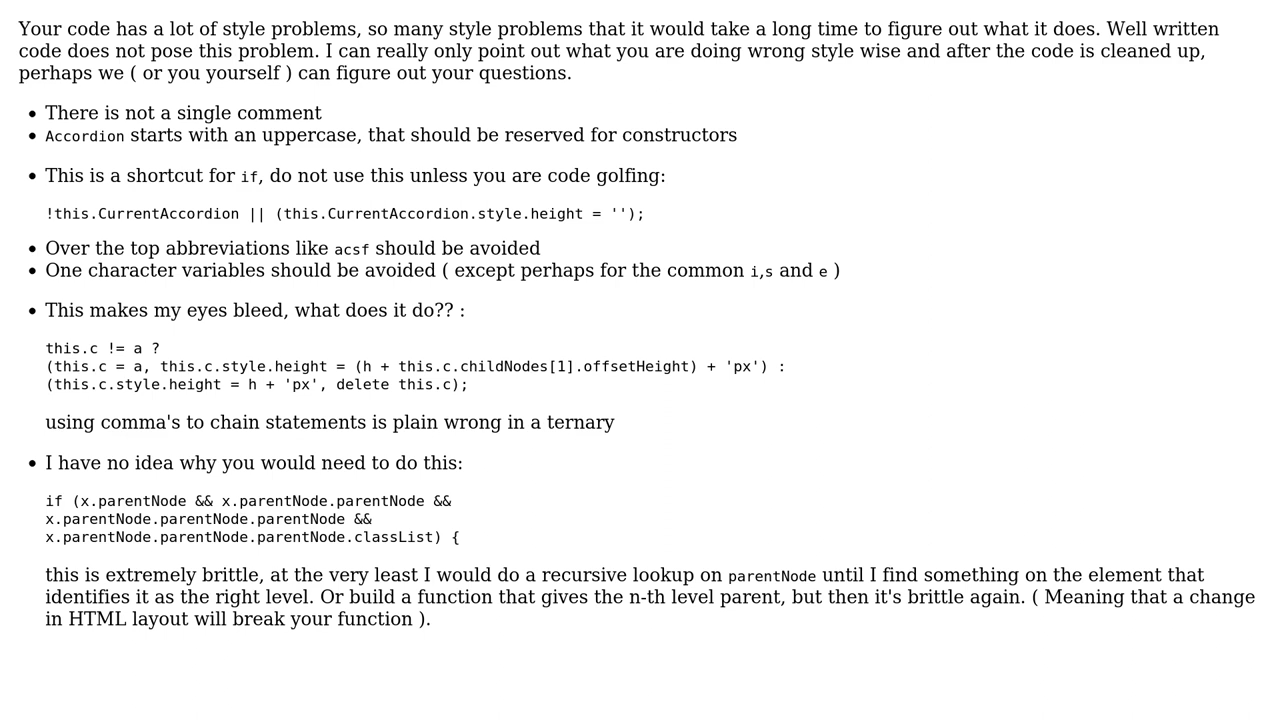 Your code has a lot of style problems, so many style problems that it would take a long time to figure out what it does. Well written
code does not pose this problem. I can really only point out what you are doing wrong style wise and after the code is cleaned up,
perhaps we ( or you yourself ) can figure out your questions.
• There is not a single comment
• Accordion starts with an uppercase, that should be reserved for constructors
• This is a shortcut for if, do not use this unless you are code golfing:
!this.CurrentAccordion || (this.CurrentAccordion.style.height = '');
• Over the top abbreviations like acsf should be avoided
• One character variables should be avoided ( except perhaps for the common i,s and e )
• This makes my eyes bleed, what does it do?? :
this.c != a ?
(this.c = a, this.c.style.height = (h + this.c.childNodes[1].offsetHeight) + 'px') :
(this.c.style.height = h + 'px', delete this.c);
using comma's to chain statements is plain wrong in a ternary
• I have no idea why you would need to do this:
if (x.parentNode && x.parentNode.parentNode &&
x.parentNode.parentNode.parentNode &&
x.parentNode.parentNode.parentNode.classList) {
this is extremely brittle, at the very least I would do a recursive lookup on parentNode until I find something on the element that
identifies it as the right level. Or build a function that gives the n-th level parent, but then it's brittle again. ( Meaning that a change
in HTML layout will break your function ).